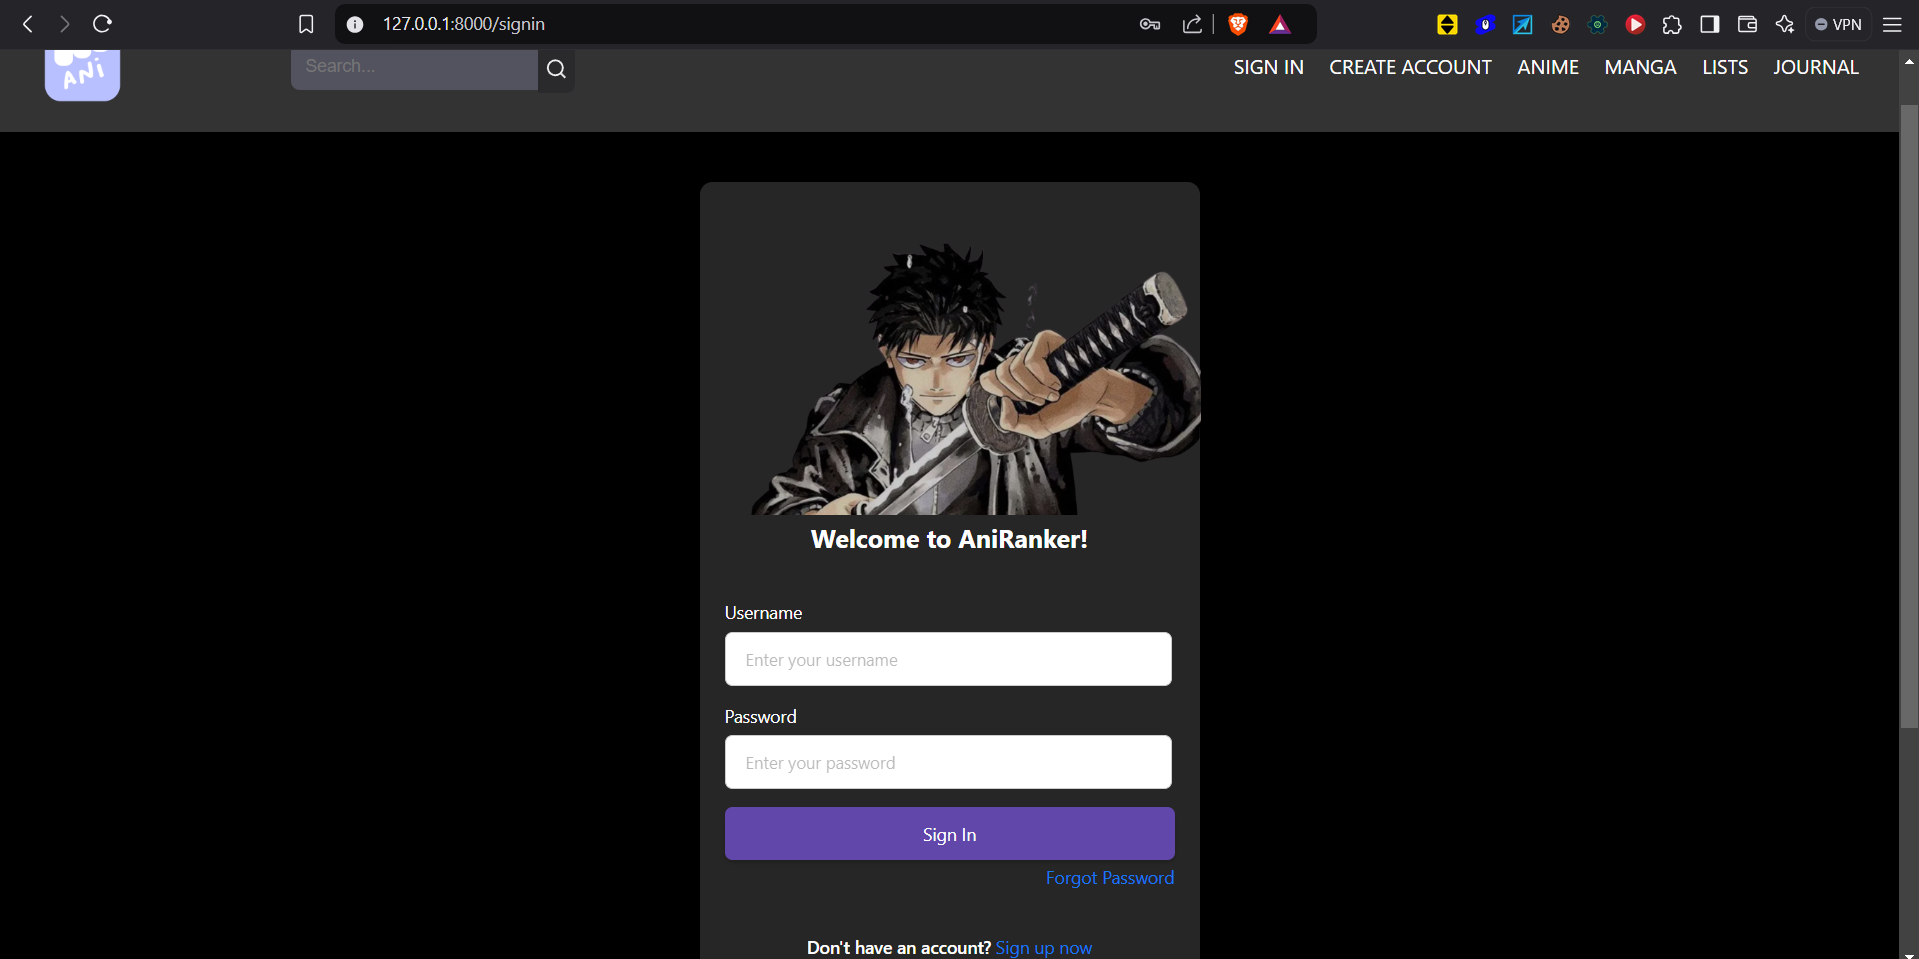 127.0.0.1:8000/signin
VPN
ANi
Search...
SIGN IN CREATE ACCOUNT ANIME MANGA LISTS JOURNAL
Welcome to AniRanker!
Username
Enter your username
Password
Enter your password
Sign In
Forgot Password
Don't have an account? Sign up now